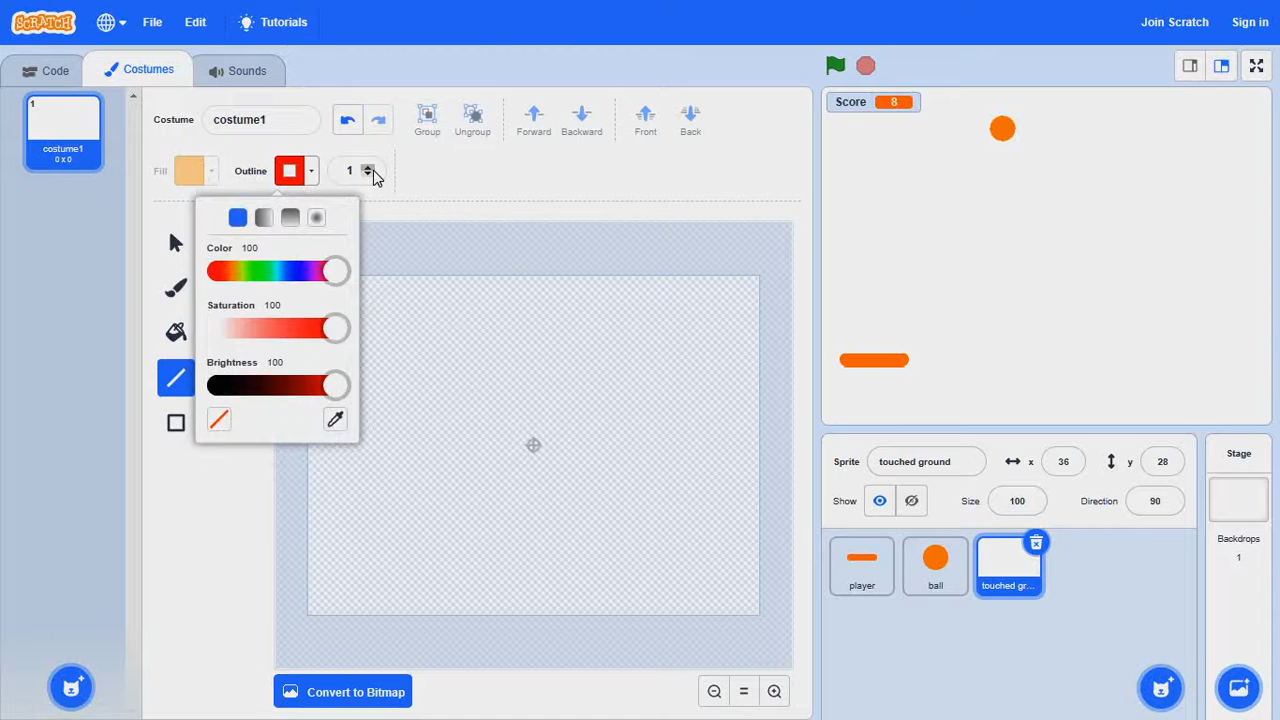 SCRATCH File Edit Tutorials Join Scratch Sign in
Code Costumes Sounds
1
costume1
0 x 0
Costume costume1 Group Ungroup Forward Backward Front Back
Fill Outline 1
Color 100
Saturation 100
Brightness 100
Convert to Bitmap
Score 8
Sprite touched ground x 36 y 28
Show Size 100 Direction 90
player ball touched gr...
Stage
Backdrops
1